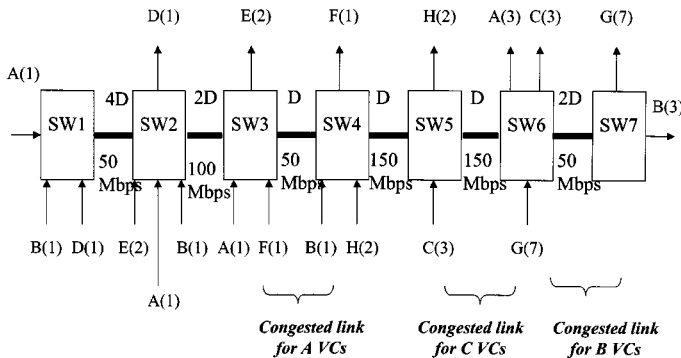 D(1) E(2) F(1) H(2) A(3) C(3) G(7)
A(1) 4D 2D D D D 2D B(3)
SW1 SW2 SW3 SW4 SW5 SW6 SW7
50 Mbps 100 Mbps 50 Mbps 150 Mbps 150 Mbps 50 Mbps
B(1) D(1) E(2) B(1) A(1) F(1) B(1) H(2) C(3) G(7)
A(1)
Congested link for A VCs
Congested link for C VCs
Congested link for B VCs